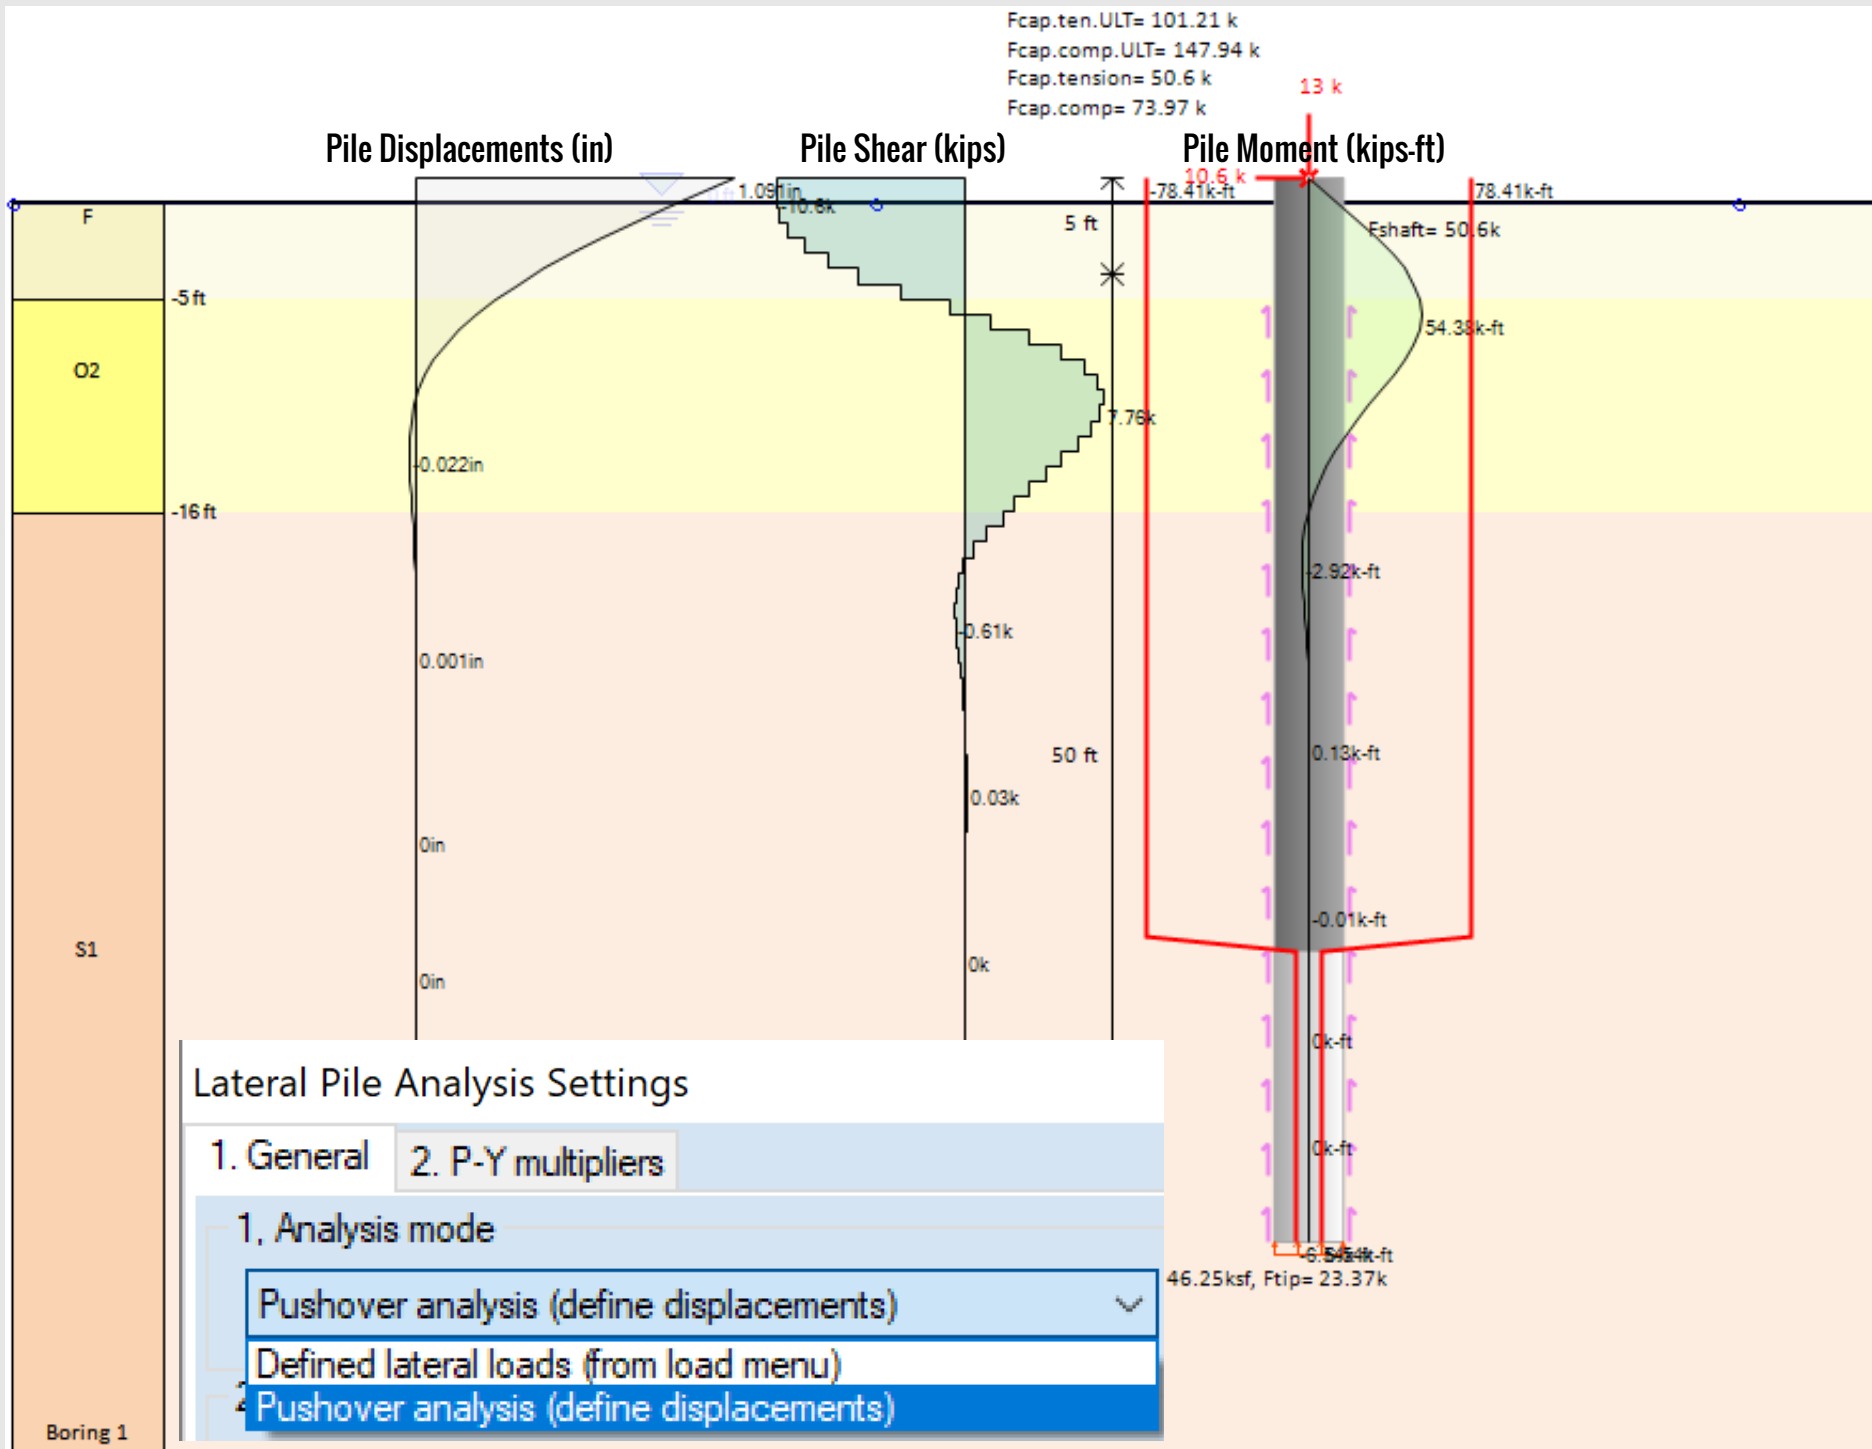 Fcap.ten.ULT= 101.21 k
Fcap.comp.ULT= 147.94 k
Fcap.tension= 50.6 k
Fcap.comp= 73.97 k
13 k
Pile Displacements (in)
Pile Shear (kips)
Pile Moment (kips-ft)
10.6 k
1.091in
-10.6k
-78.41k-ft
78.41k-ft
F
5 ft
Fshaft= 50.6k
-5 ft
54.38k-ft
O2
7.76k
-0.022in
-16 ft
-2.92k-ft
-0.61k
0.001in
50 ft
0.13k-ft
0.03k
0in
-0.01k-ft
S1
0k
0in
0k-ft
Lateral Pile Analysis Settings
1. General
2. P-Y multipliers
0k-ft
1, Analysis mode
46.25ksf, Ftip= 23.37k
Pushover analysis (define displacements)
Defined lateral loads (from load menu)
Pushover analysis (define displacements)
Boring 1